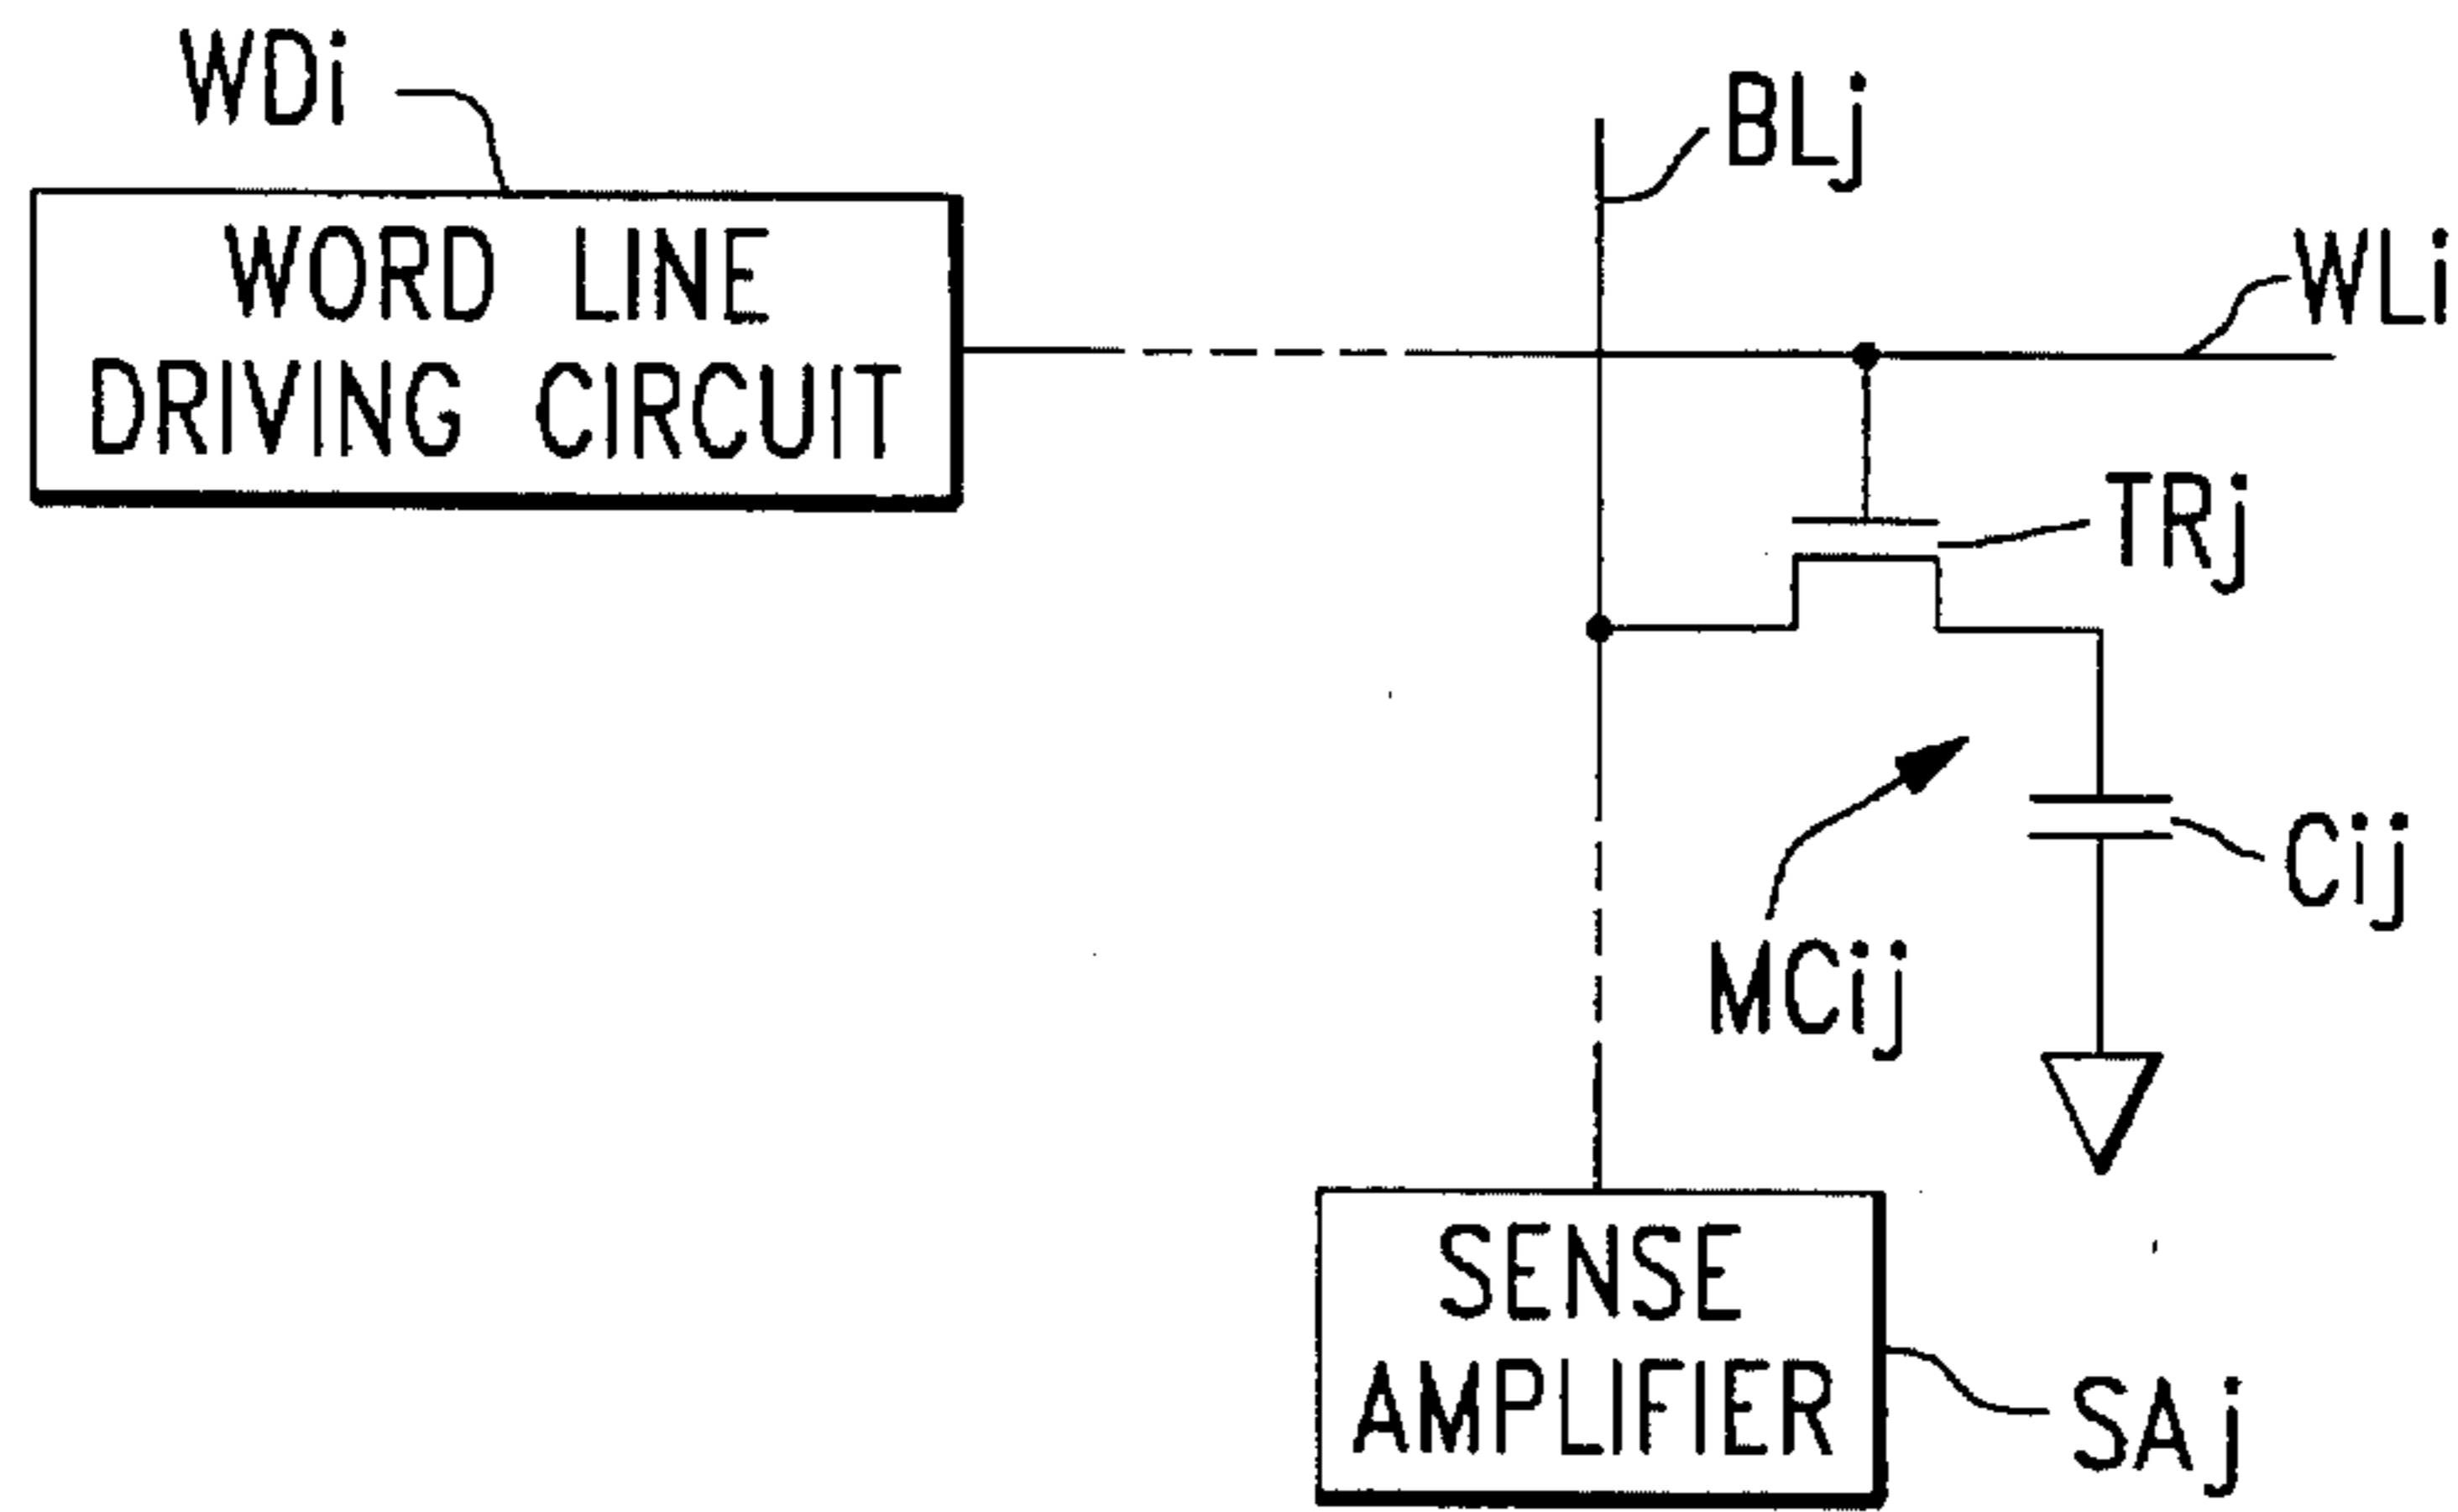 WDi
BLj
WORD LINE
DRIVING CIRCUIT
WLi
TRj
Cij
MCij
SENSE
AMPLIFIER
SAj